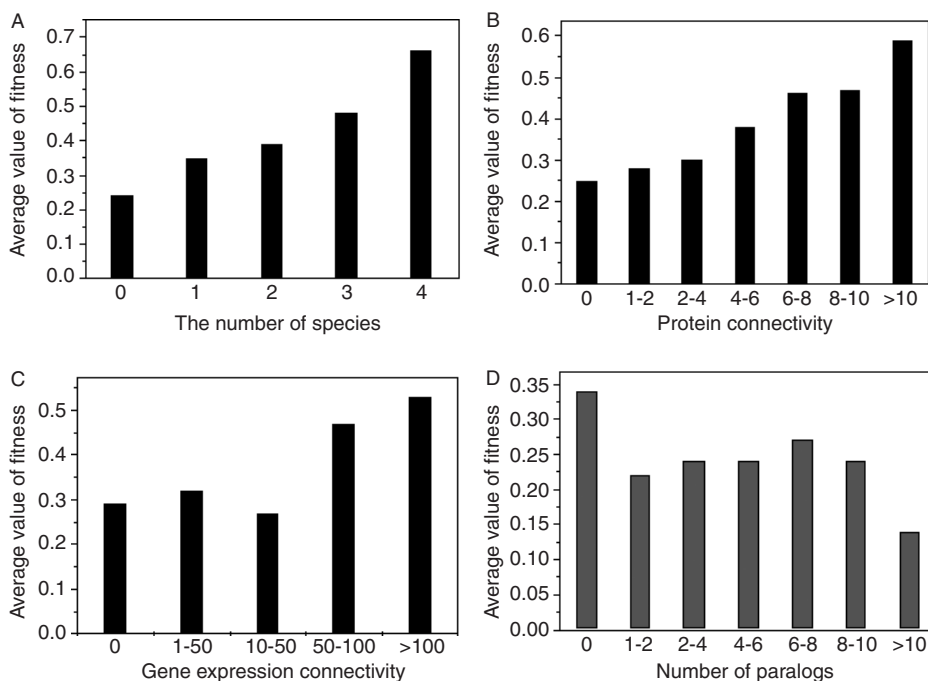 A
Average value of fitness
0.7
0.6
0.5
0.4
0.3
0.2
0.1
0.0
0 1 2 3 4
The number of species
B
Average value of fitness
0.6
0.5
0.4
0.3
0.2
0.1
0.0
0 1-2 2-4 4-6 6-8 8-10 >10
Protein connectivity
C
Average value of fitness
0.5
0.4
0.3
0.2
0.1
0.0
0 1-50 10-50 50-100 >100
Gene expression connectivity
D
Average value of fitness
0.35
0.30
0.25
0.20
0.15
0.10
0.05
0.00
0 1-2 2-4 4-6 6-8 8-10 >10
Number of paralogs